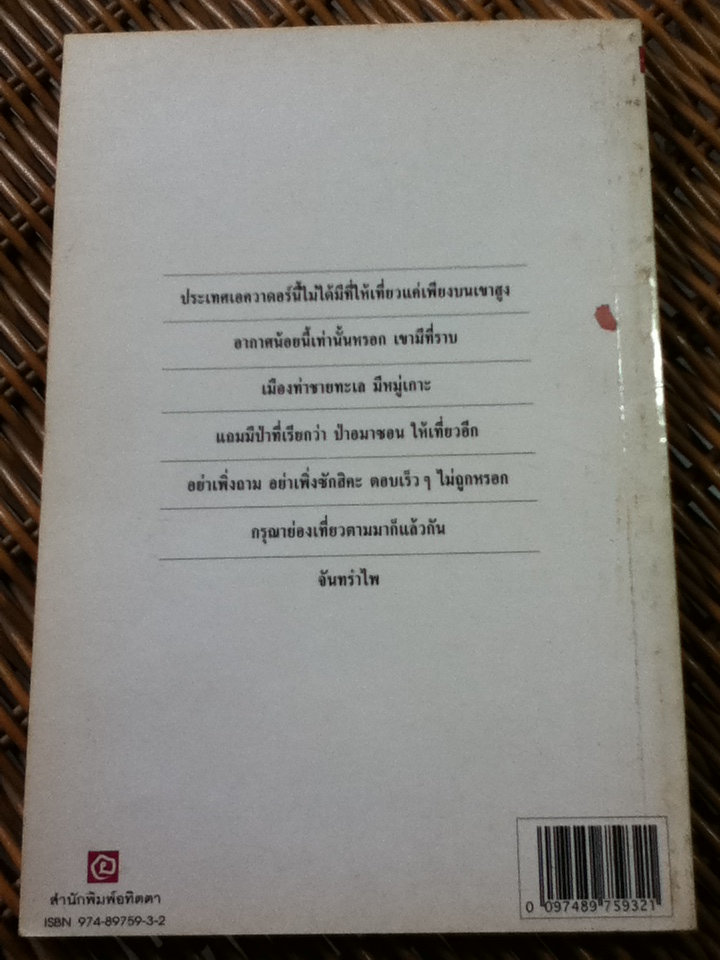 ประเทศเอควาดอร์นี้ไม่ได้มีที่ให้เที่ยวแค่เพียงบนเขาสูง
อากาศน้อยนี้เท่านั้นหรอก เขามีที่ราบ
เมืองท่าชายทะเล มีหมู่เกาะ
แถมมีป่าที่เรียกว่า ป่าอมาซอน ให้เที่ยวอีก
อย่าเพิ่งถาม อย่าเพิ่งซักสิคะ ตอบเร็วๆ ไม่ถูกหรอก
กรุณาย่องเที่ยวตามมาก็แล้วกัน
จันทรำไพ
สำนักพิมพ์อทิตตา
ISBN 974-89759-3-2
0 097489 759321